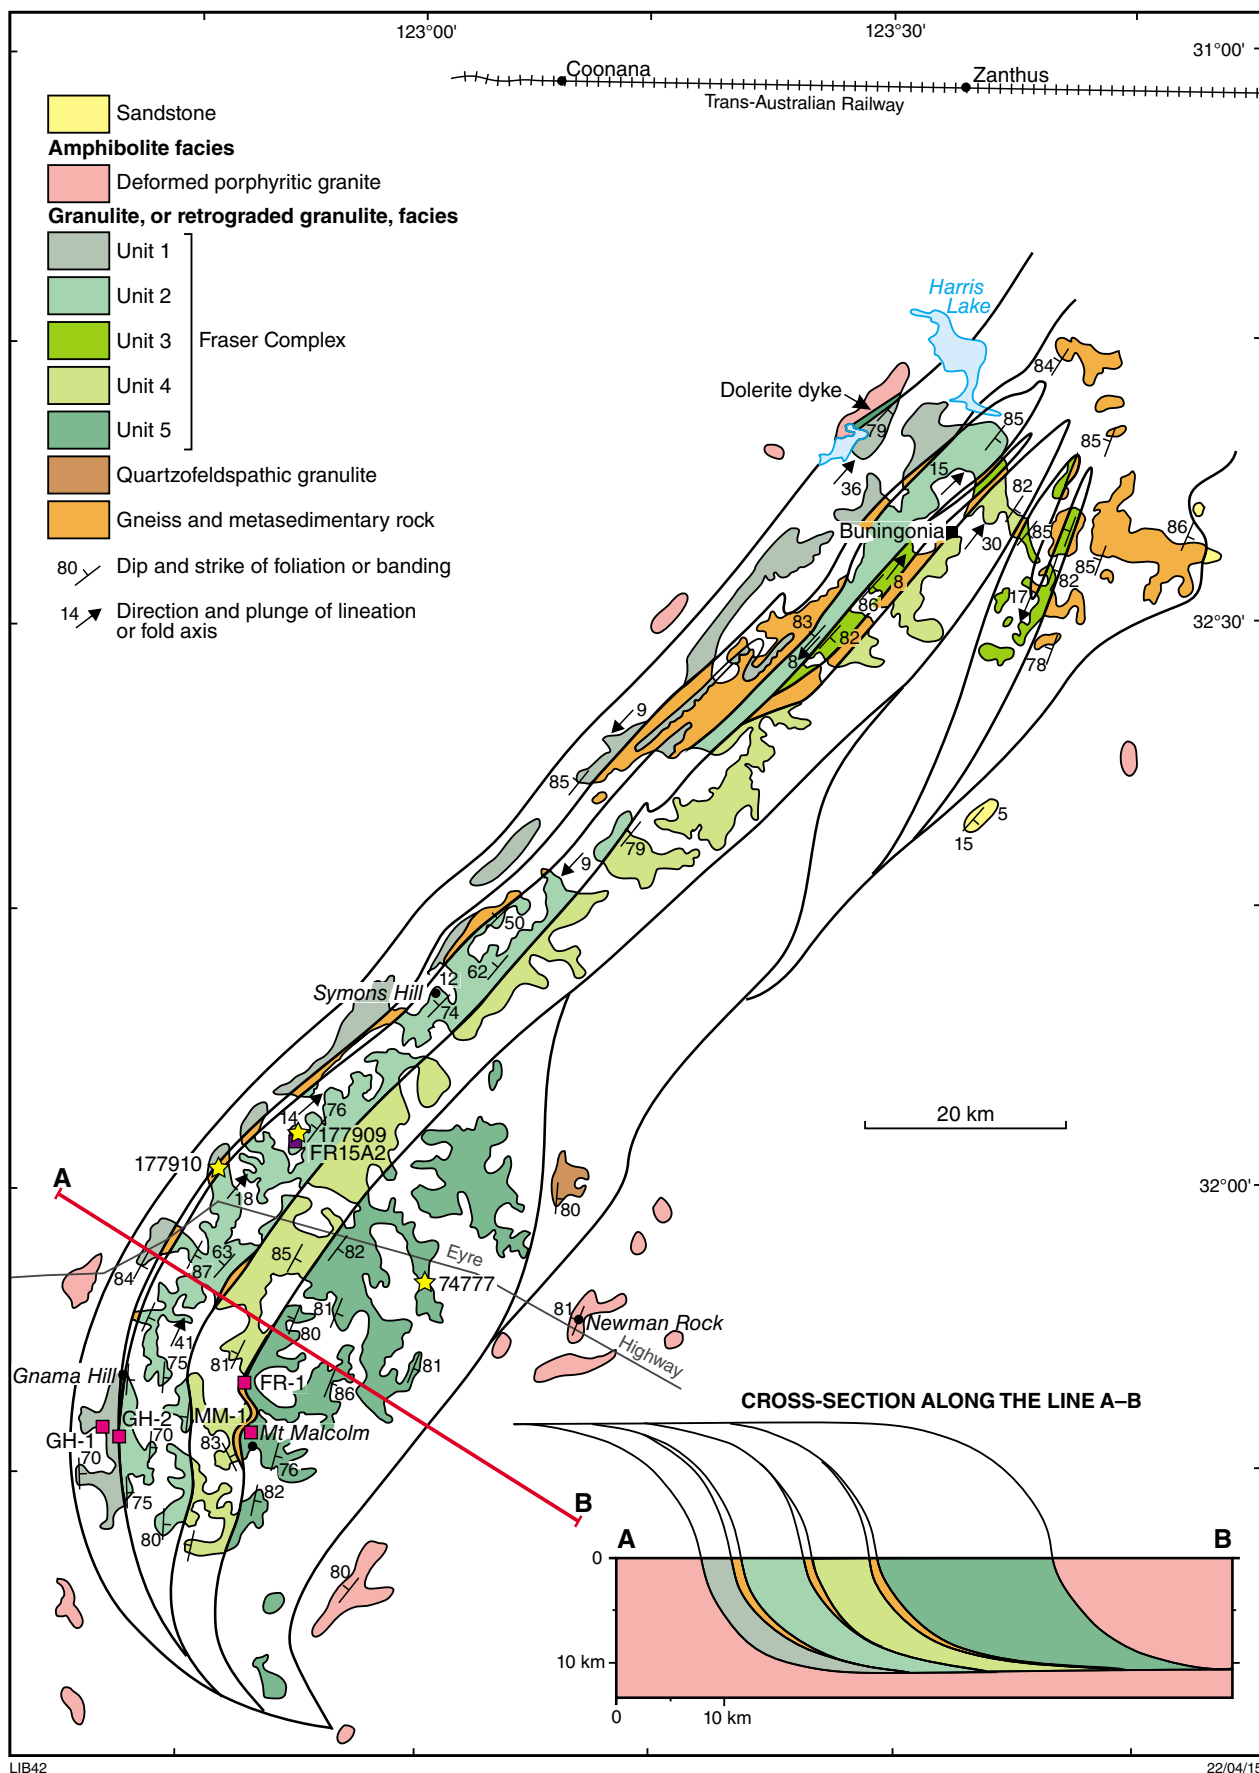 123°00'
123°30'
31°00'
Coonana
Zanthus
Trans-Australian Railway
Sandstone
Amphibolite facies
Deformed porphyritic granite
Granulite, or retrograded granulite, facies
Unit 1
Unit 2
Unit 3
Fraser Complex
Unit 4
Unit 5
Quartzofeldspathic granulite
Gneiss and metasedimentary rock
80
Dip and strike of foliation or banding
14
Direction and plunge of lineation
or fold axis
Harris
Lake
84
Dolerite dyke
79
85
85
36
15
82
Buningonia
30
85
86
85
82
8
86
17
32°30'
83
82
8
78
9
85
5
15
79
9
50
62
12
Symons Hill
74
20 km
14
76
177909
FR15A2
177910
A
18
80
32°00'
63
87
84
85
82
Eyre
74777
81
80
81
Newman Rock
41
75
81
Highway
Gnama Hill
FR-1
86
81
GH-2
MM-1
GH-1
70
70
83
Mt Malcolm
76
75
82
80
B
80
CROSS-SECTION ALONG THE LINE A–B
A
B
0
10 km
0
10 km
LIB42
22/04/15